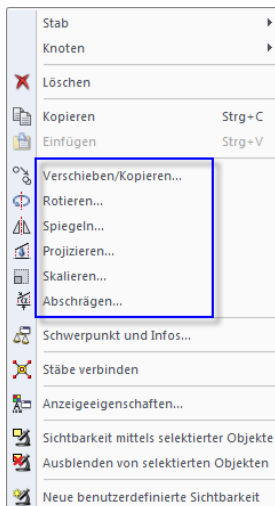 Stab
Knoten
Löschen
Kopieren Strg+C
Einfügen Strg+V
Verschieben/Kopieren...
Rotieren...
Spiegeln...
Projizieren...
Skalieren...
Abschrägen...
Schwerpunkt und Infos...
Stäbe verbinden
Anzeigeeigenschaften...
Sichtbarkeit mittels selektierter Objekte
Ausblenden von selektierten Objekten
Neue benutzerdefinierte Sichtbarkeit